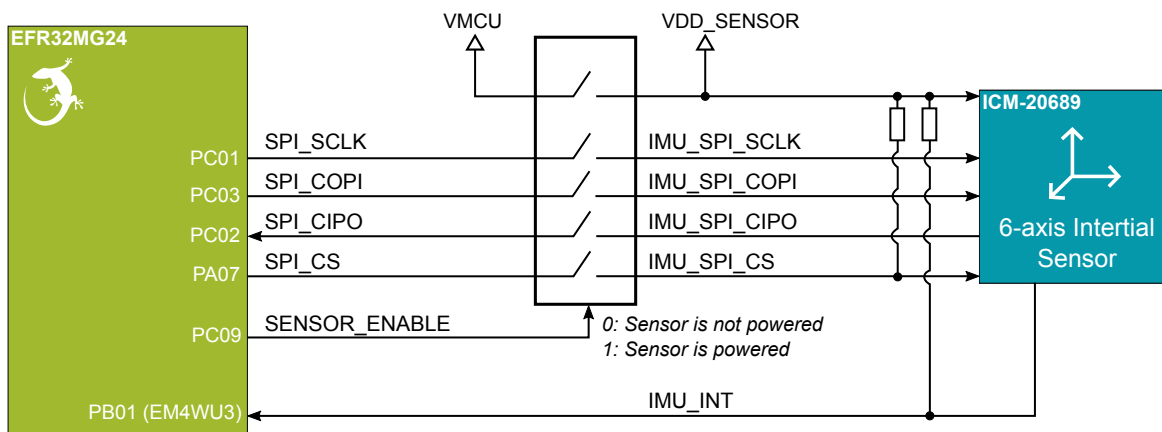 VMCU
VDD_SENSOR
EFR32MG24
ICM-20689
PC01
SPI_SCLK
IMU_SPI_SCLK
PC03
SPI_COPI
IMU_SPI_COPI
PC02
SPI_CIPO
IMU_SPI_CIPO
6-axis Intertial
Sensor
PA07
SPI_CS
IMU_SPI_CS
PC09
SENSOR_ENABLE
0: Sensor is not powered
1: Sensor is powered
PB01 (EM4WU3)
IMU_INT